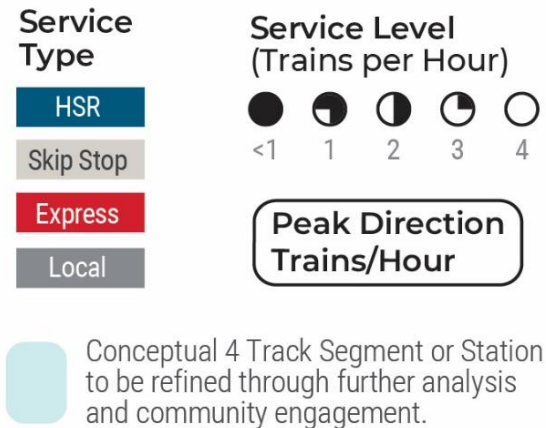 Service
Type
HSR
Skip Stop
Express
Local
Service Level
(Trains per Hour)
<1 1 2 3 4
Peak Direction
Trains/Hour
Conceptual 4 Track Segment or Station
to be refined through further analysis
and community engagement.